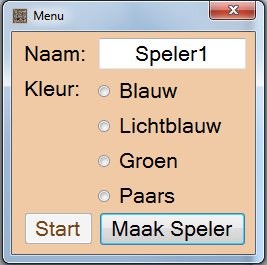 Menu
Naam: Speler1
Kleur: Blauw
Lichtblauw
Groen
Paars
Start Maak Speler